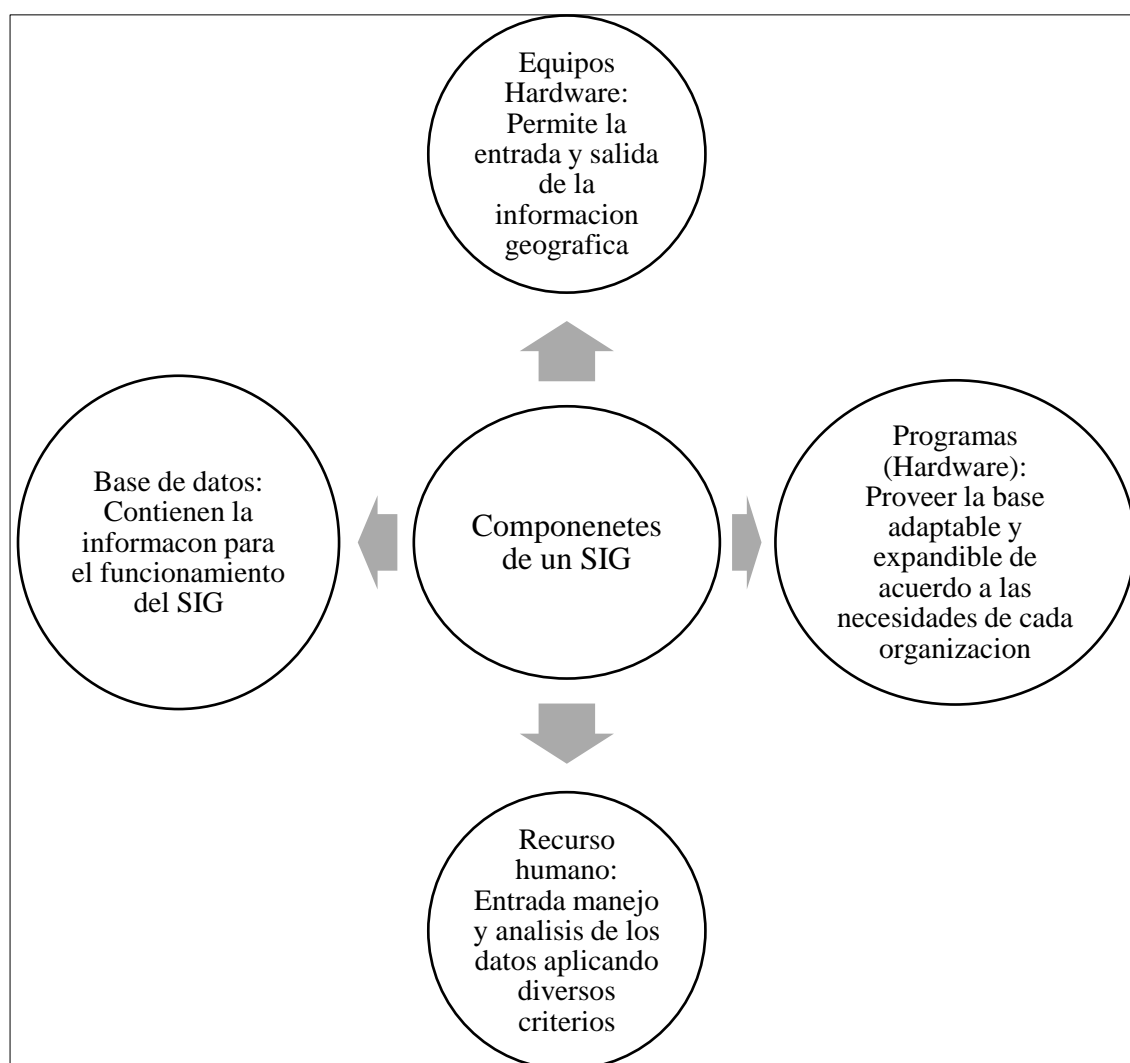 Equipos
Hardware:
Permite la
entrada y salida
de la
informacion
geografica
Base de datos:
Contienen la
informacon para
el funcionamiento
del SIG
Componenetes
de un SIG
Programas
(Hardware):
Proveer la base
adaptable y
expandible de
acuerdo a las
necesidades de cada
organizacion
Recurso
humano:
Entrada manejo
y analisis de los
datos aplicando
diversos
criterios